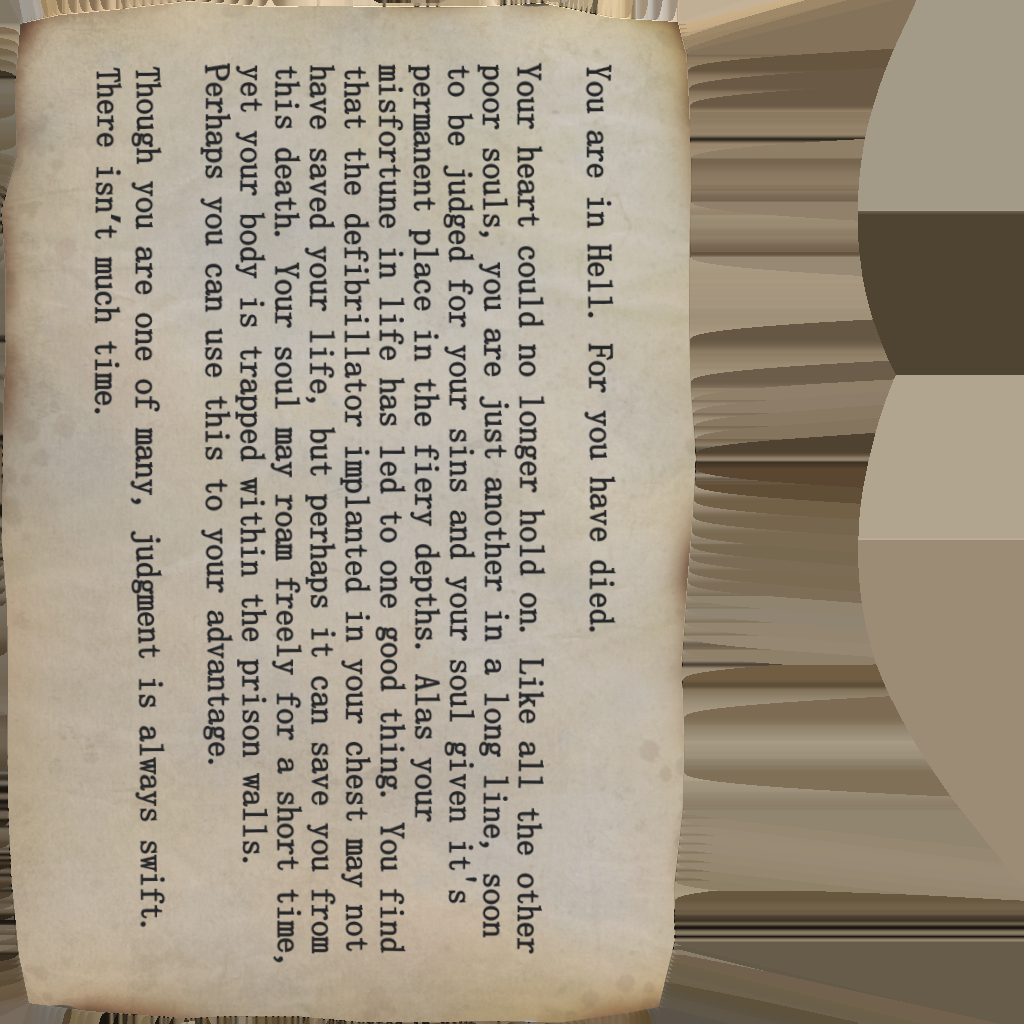 You are in Hell. For you have died.
Your heart could no longer hold on. Like all the other
poor souls, you are just another in a long line, soon
to be judged for your sins and your soul given it's
permanent place in the fiery depths. Alas your
misfortune in life has led to one good thing. You find
that the defibrillator implanted in your chest may not
have saved your life, but perhaps it can save you from
this death. Your soul may roam freely for a short time,
yet your body is trapped within the prison walls.
Perhaps you can use this to your advantage.
Though you are one of many, judgment is always swift.
There isn't much time.